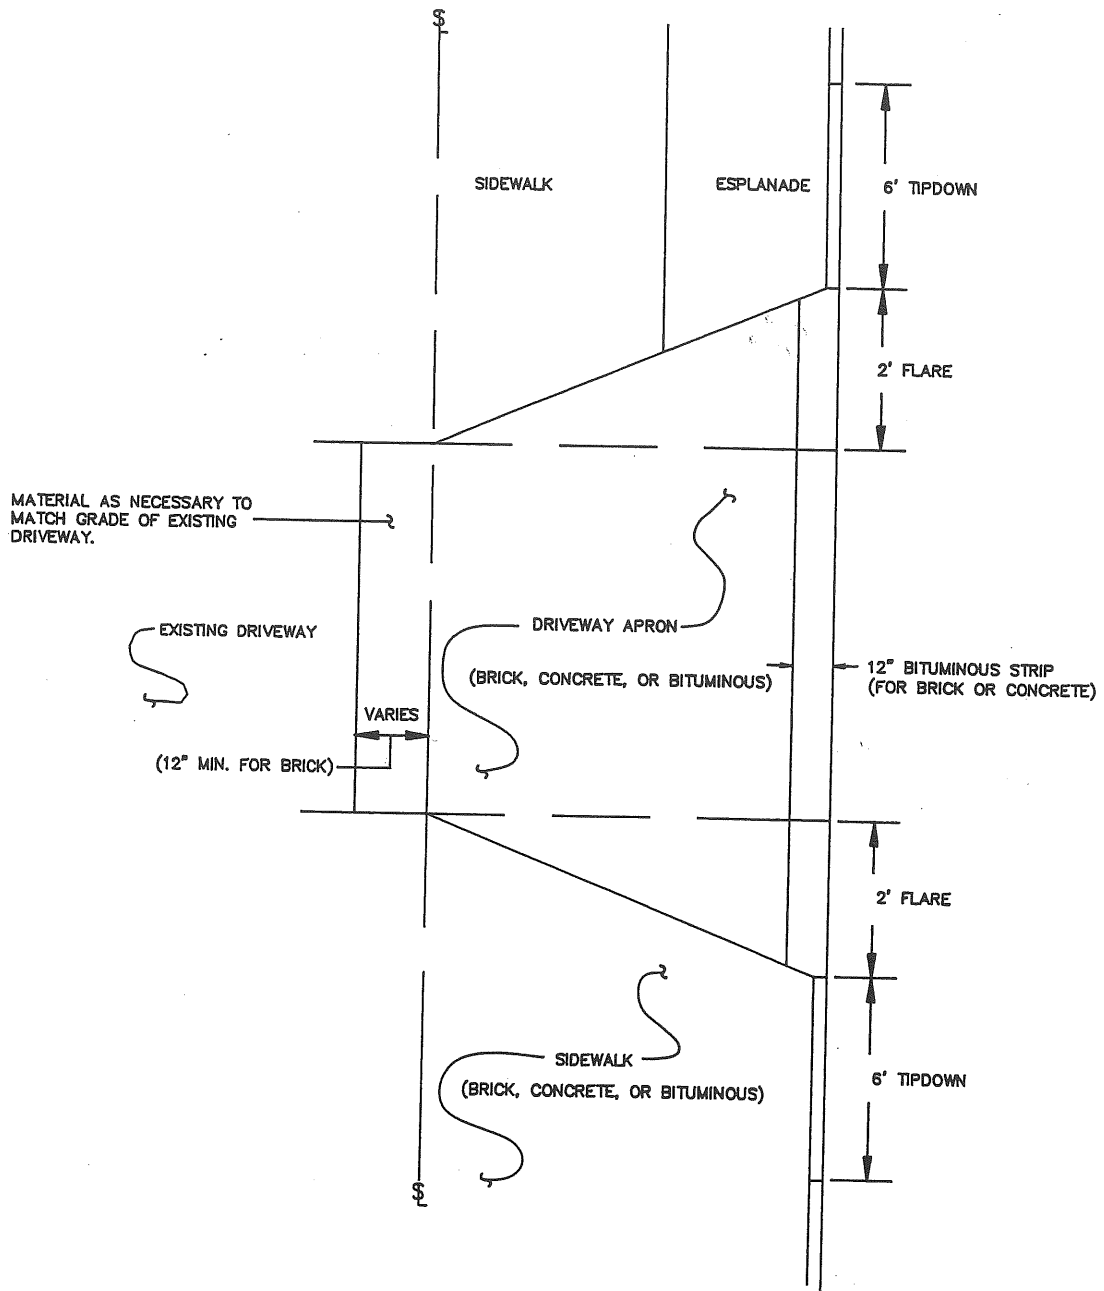 SIDEWALK
ESPLANADE
6' TIPDOWN
2' FLARE
MATERIAL AS NECESSARY TO
MATCH GRADE OF EXISTING
DRIVEWAY.
EXISTING DRIVEWAY
DRIVEWAY APRON
(BRICK, CONCRETE, OR BITUMINOUS)
12" BITUMINOUS STRIP
(FOR BRICK OR CONCRETE)
VARIES
(12" MIN. FOR BRICK)
2' FLARE
SIDEWALK
(BRICK, CONCRETE, OR BITUMINOUS)
6' TIPDOWN